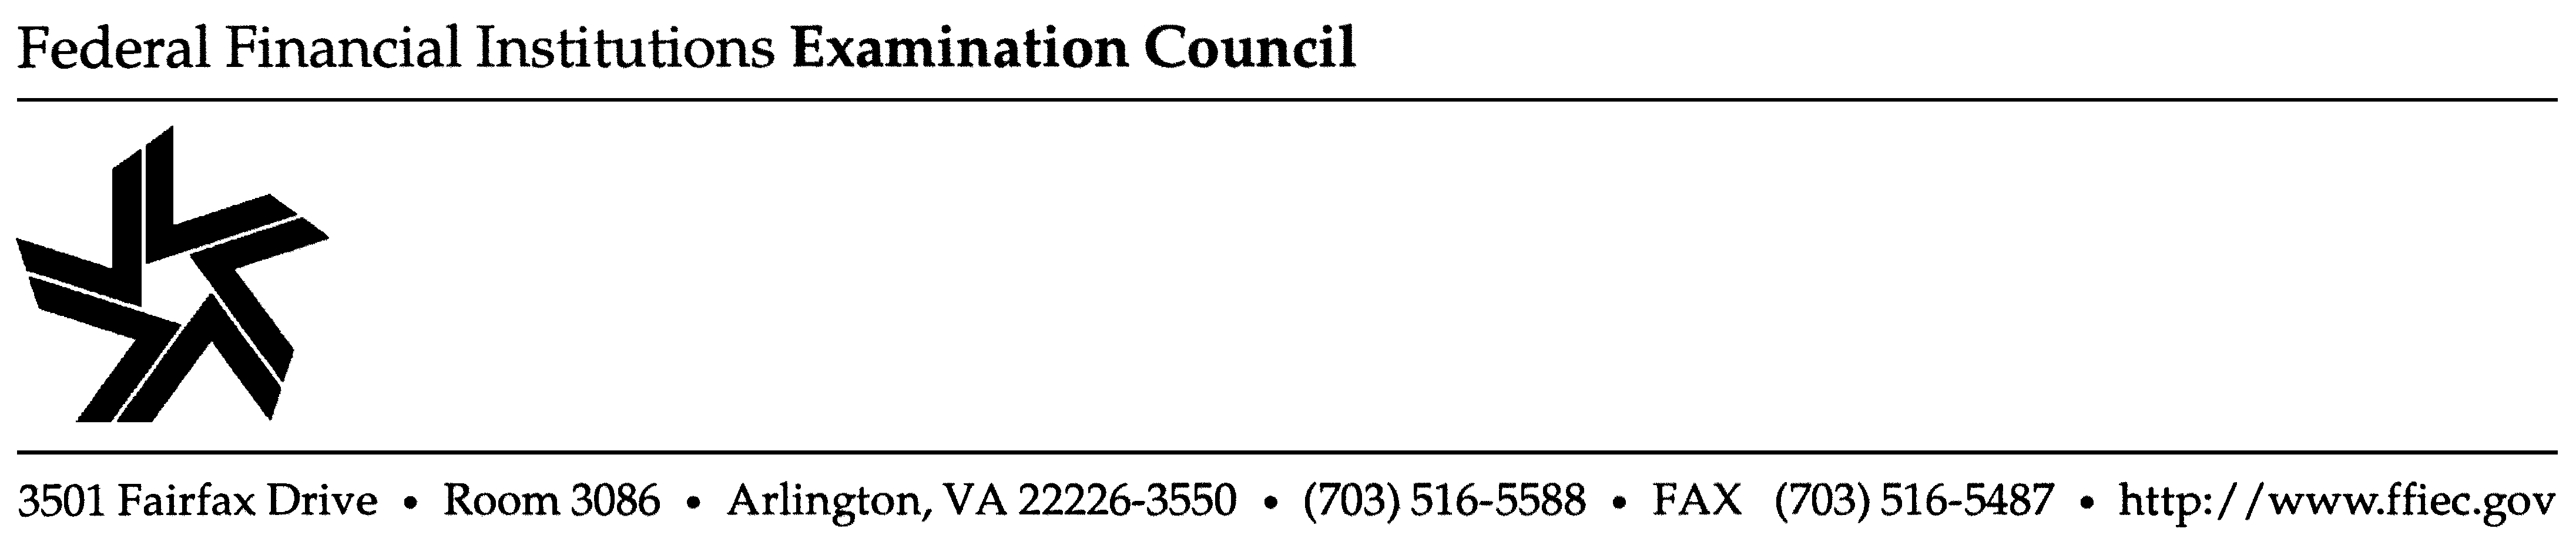 Federal Financial Institutions Examination Council
3501 Fairfax Drive • Room 3086 • Arlington, VA 22226-3550 • (703) 516-5588 • FAX (703) 516-5487 • http://www.ffiec.gov